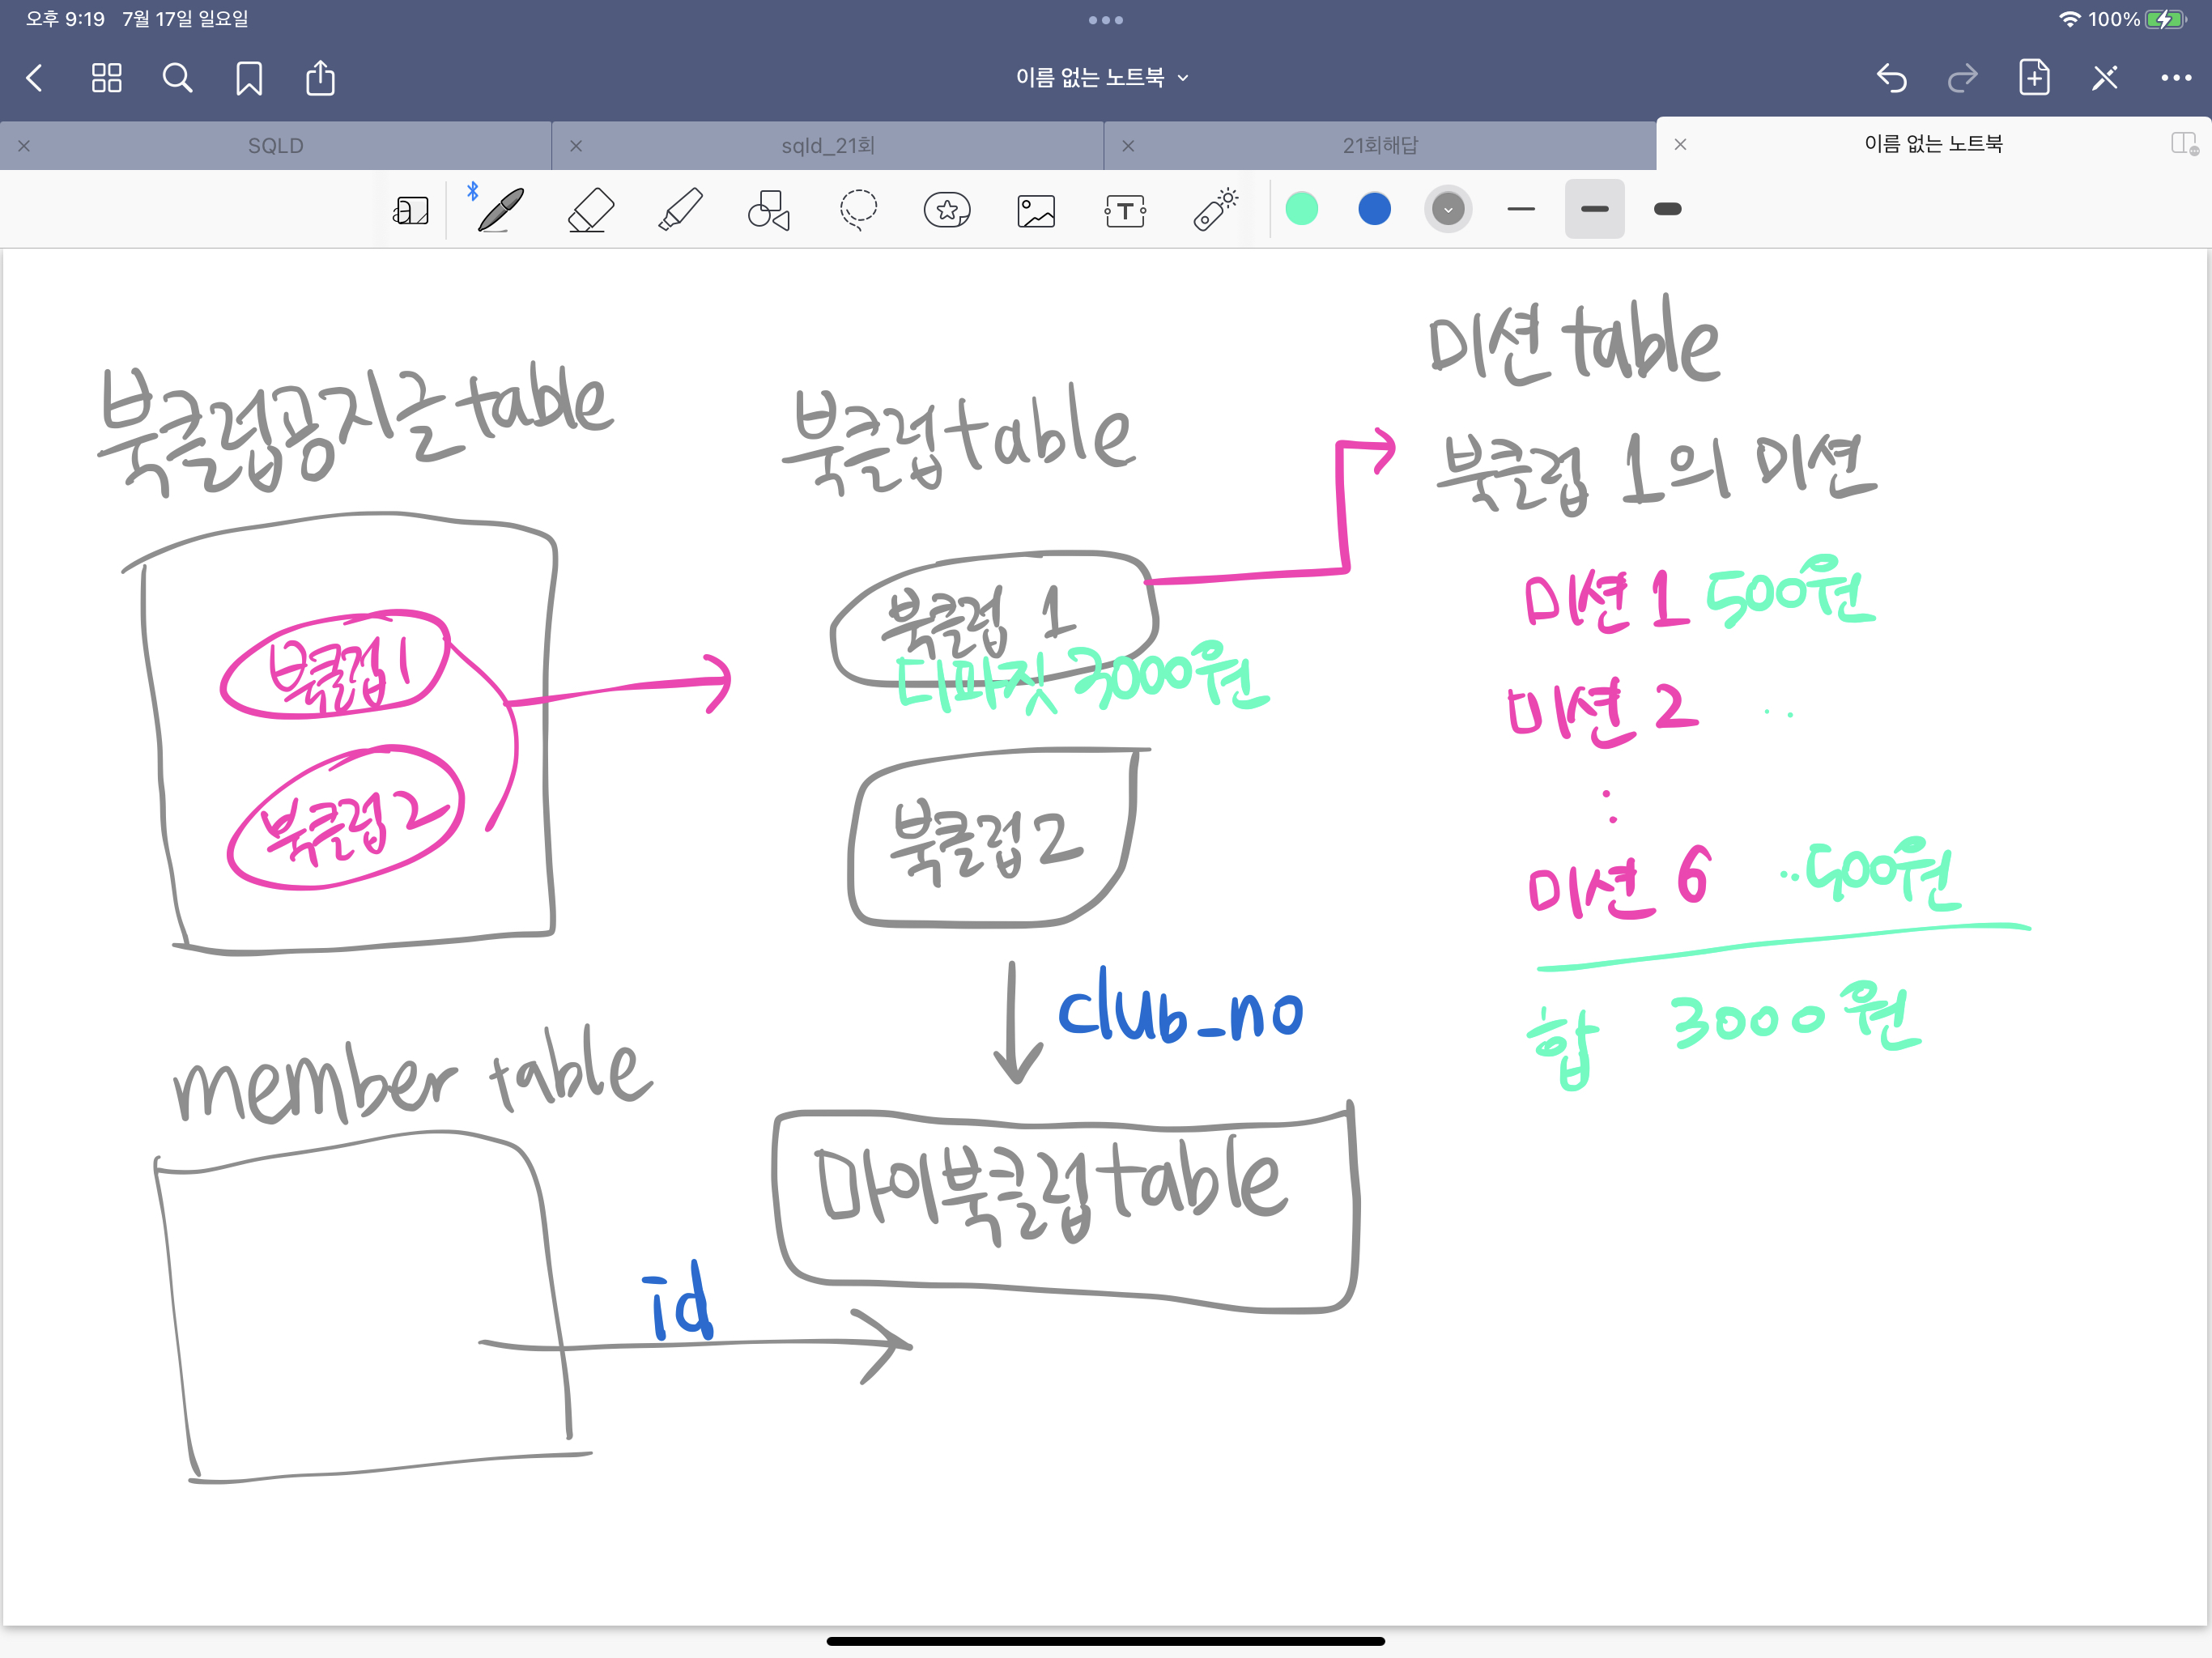 오후 9:19 7월 17일 일요일
100%
이름 없는 노트북
SQLD
sqld_21회
21회해답
이름 없는 노트북
T
북클럽공지글table
북클럽1
북클럽2
북클럽table
북클럽 1
디파짓 3000원
북클럽2
club_no
마이북클럽table
member table
id
미션 table
북클럽 1의 미션
미션 1 500원
미션 2 ..
:
미션 6 ..500원
합 3000원